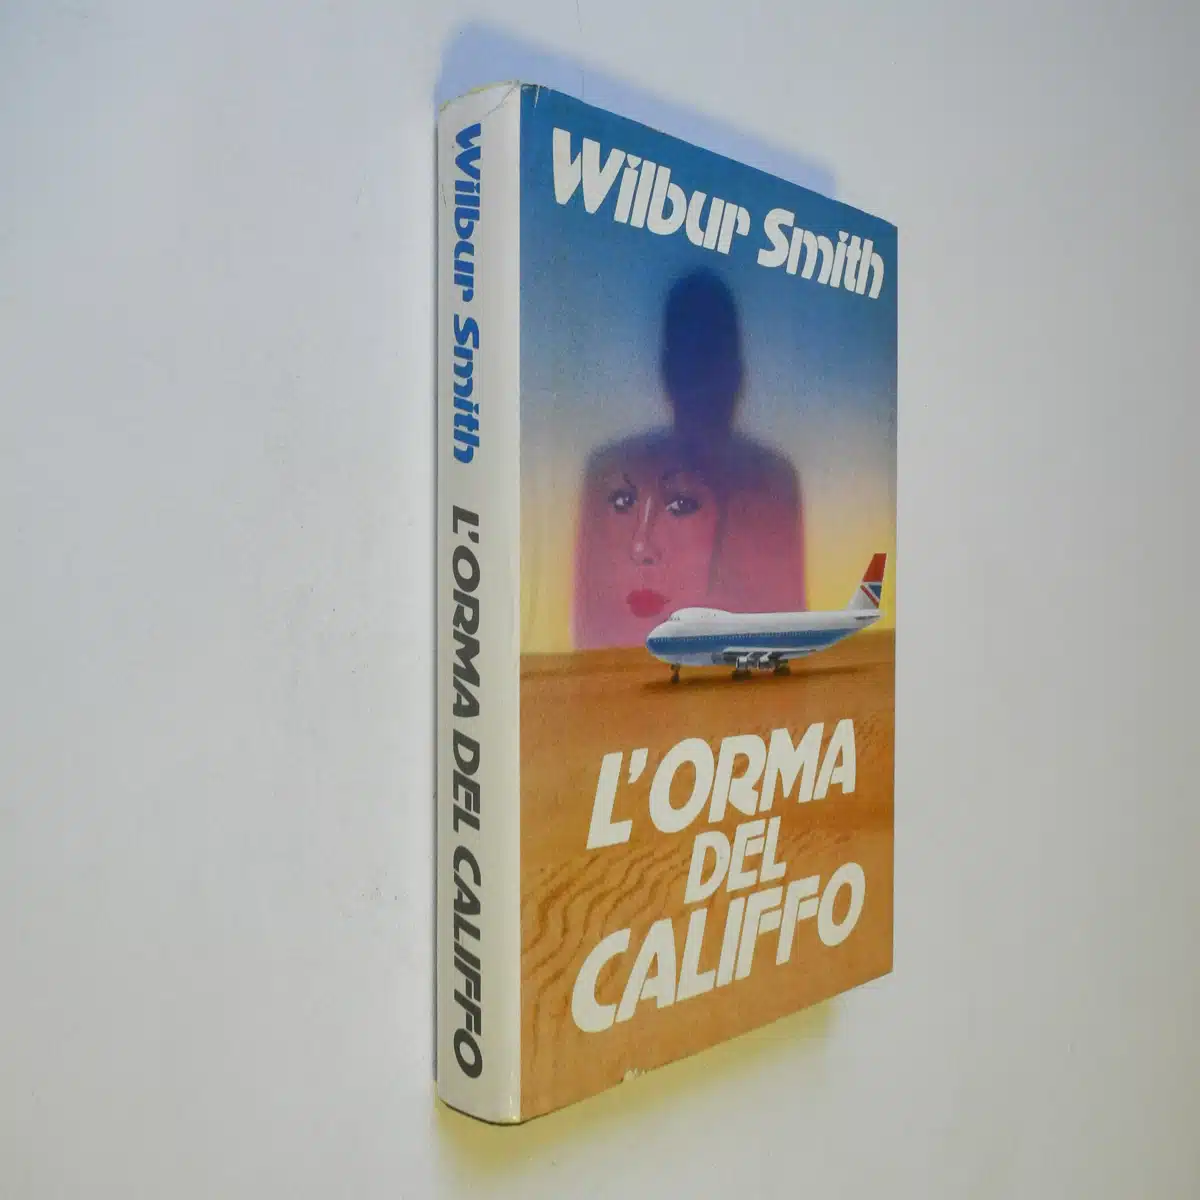 Wilbur Smith L'ORMA DEL CALIFFO
Wilbur Smith
L'ORMA
DEL
CALIFFO